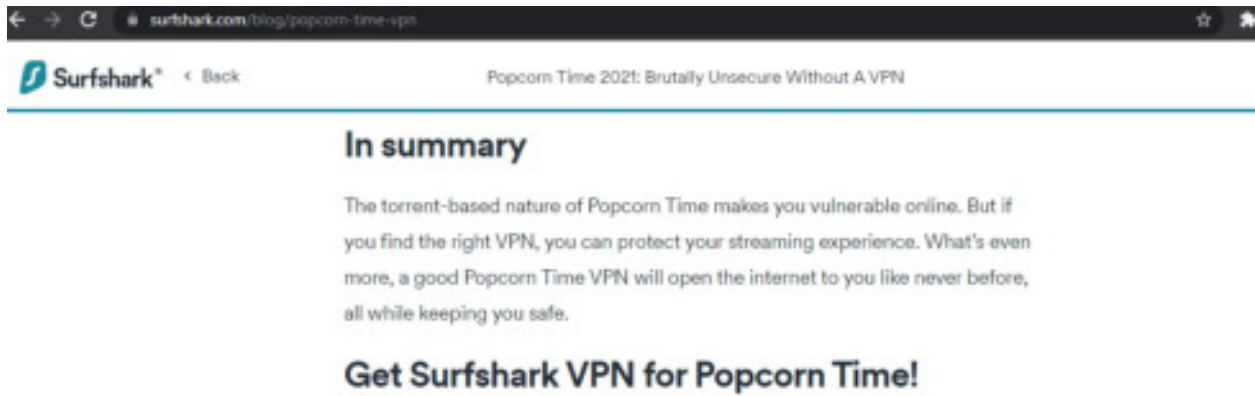 surfshark.com/blog/popcorn-time-vpn
Surfshark® < Back Popcorn Time 2021: Brutally Unsecure Without A VPN
In summary
The torrent-based nature of Popcorn Time makes you vulnerable online. But if
you find the right VPN, you can protect your streaming experience. What's even
more, a good Popcorn Time VPN will open the internet to you like never before,
all while keeping you safe.
Get Surfshark VPN for Popcorn Time!